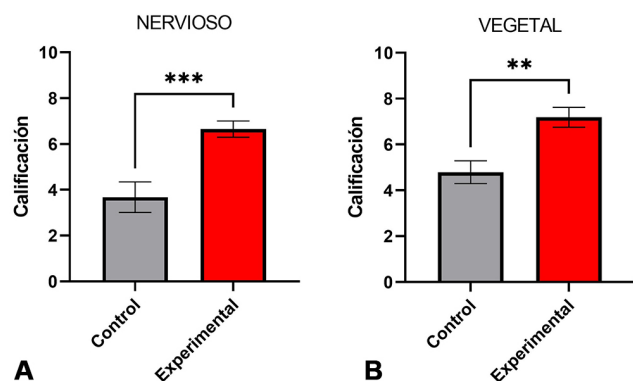 NERVIOSO
10
8
6
4
2
0
Calificación
***
Control
Experimental
A
VEGETAL
10
8
6
4
2
0
Calificación
**
Control
Experimental
B